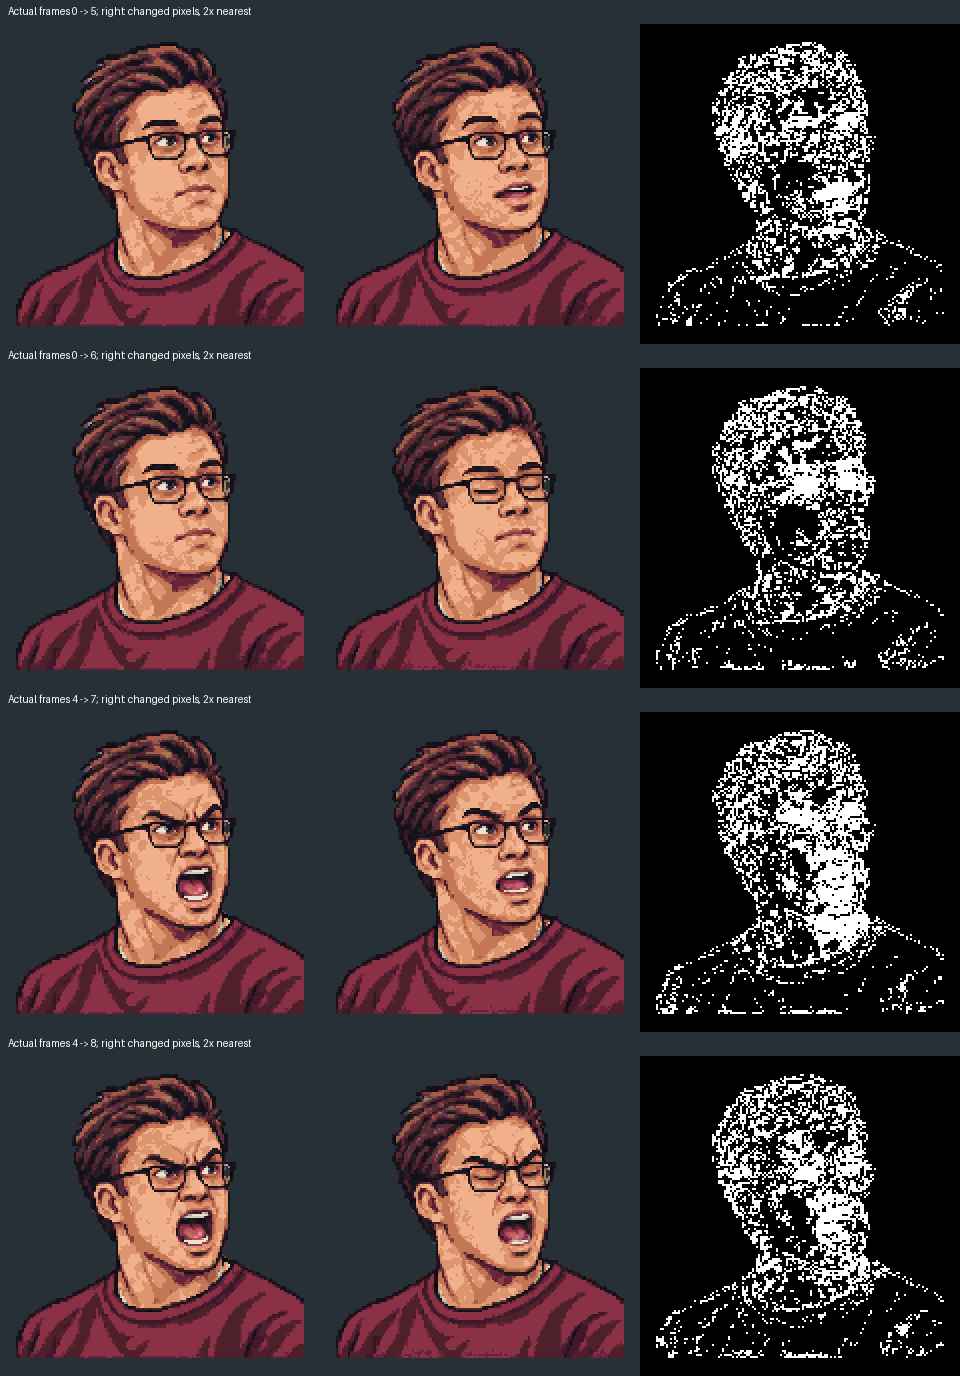 Actual frames 0 -> 5; right: changed pixels, 2x nearest
Actual frames 0 -> 6; right: changed pixels, 2x nearest
Actual frames 4 -> 7; right: changed pixels, 2x nearest
Actual frames 4 -> 8; right: changed pixels, 2x nearest